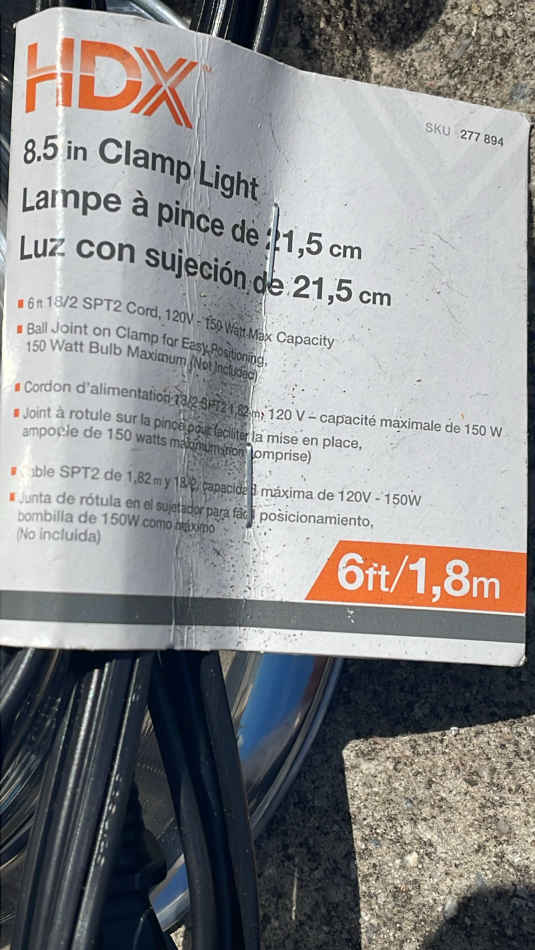 HDX™
SKU 277 894
8.5 in Clamp Light
Lampe à pince de 21,5 cm
Luz con sujeción de 21,5 cm
6 ft 18/2 SPT2 Cord, 120V - 150 Watt Max Capacity
Ball Joint on Clamp for Easy Positioning,
150 Watt Bulb Maximum (Not Included)
Cordon d'alimentation 18/2 SPT2 1,82 m, 120 V – capacité maximale de 150 W
Joint à rotule sur la pince pour faciliter la mise en place,
ampoule de 150 watts maximum (non comprise)
Cable SPT2 de 1,82 m y 18/2, capacidad máxima de 120V - 150W
Junta de rótula en el sujetador para fácil posicionamiento,
bombilla de 150W como máximo
(No incluida)
6ft/1,8m